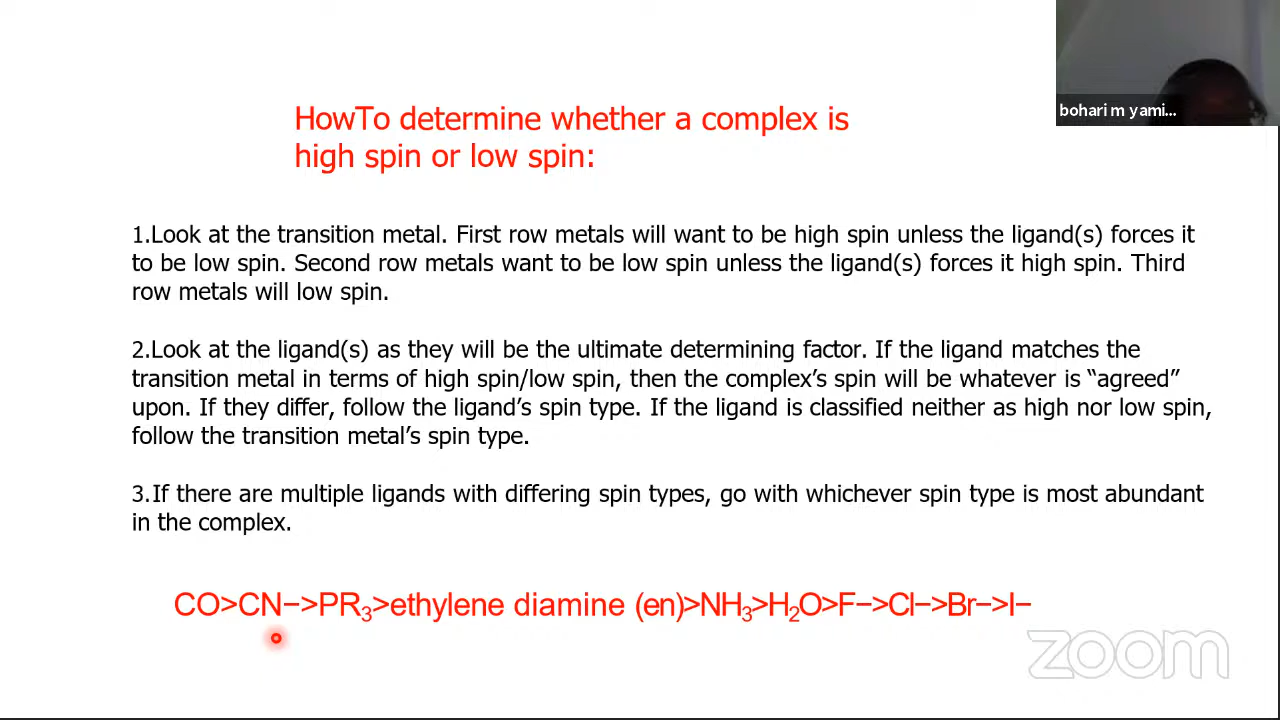 bohari m yami...
HowTo determine whether a complex is
high spin or low spin:
1.Look at the transition metal. First row metals will want to be high spin unless the ligand(s) forces it
to be low spin. Second row metals want to be low spin unless the ligand(s) forces it high spin. Third
row metals will low spin.
2.Look at the ligand(s) as they will be the ultimate determining factor. If the ligand matches the
transition metal in terms of high spin/low spin, then the complex’s spin will be whatever is “agreed”
upon. If they differ, follow the ligand’s spin type. If the ligand is classified neither as high nor low spin,
follow the transition metal’s spin type.
3.If there are multiple ligands with differing spin types, go with whichever spin type is most abundant
in the complex.
CO>CN−>PR₃>ethylene diamine (en)>NH₃>H₂O>F−>Cl−>Br−>I−
zoom